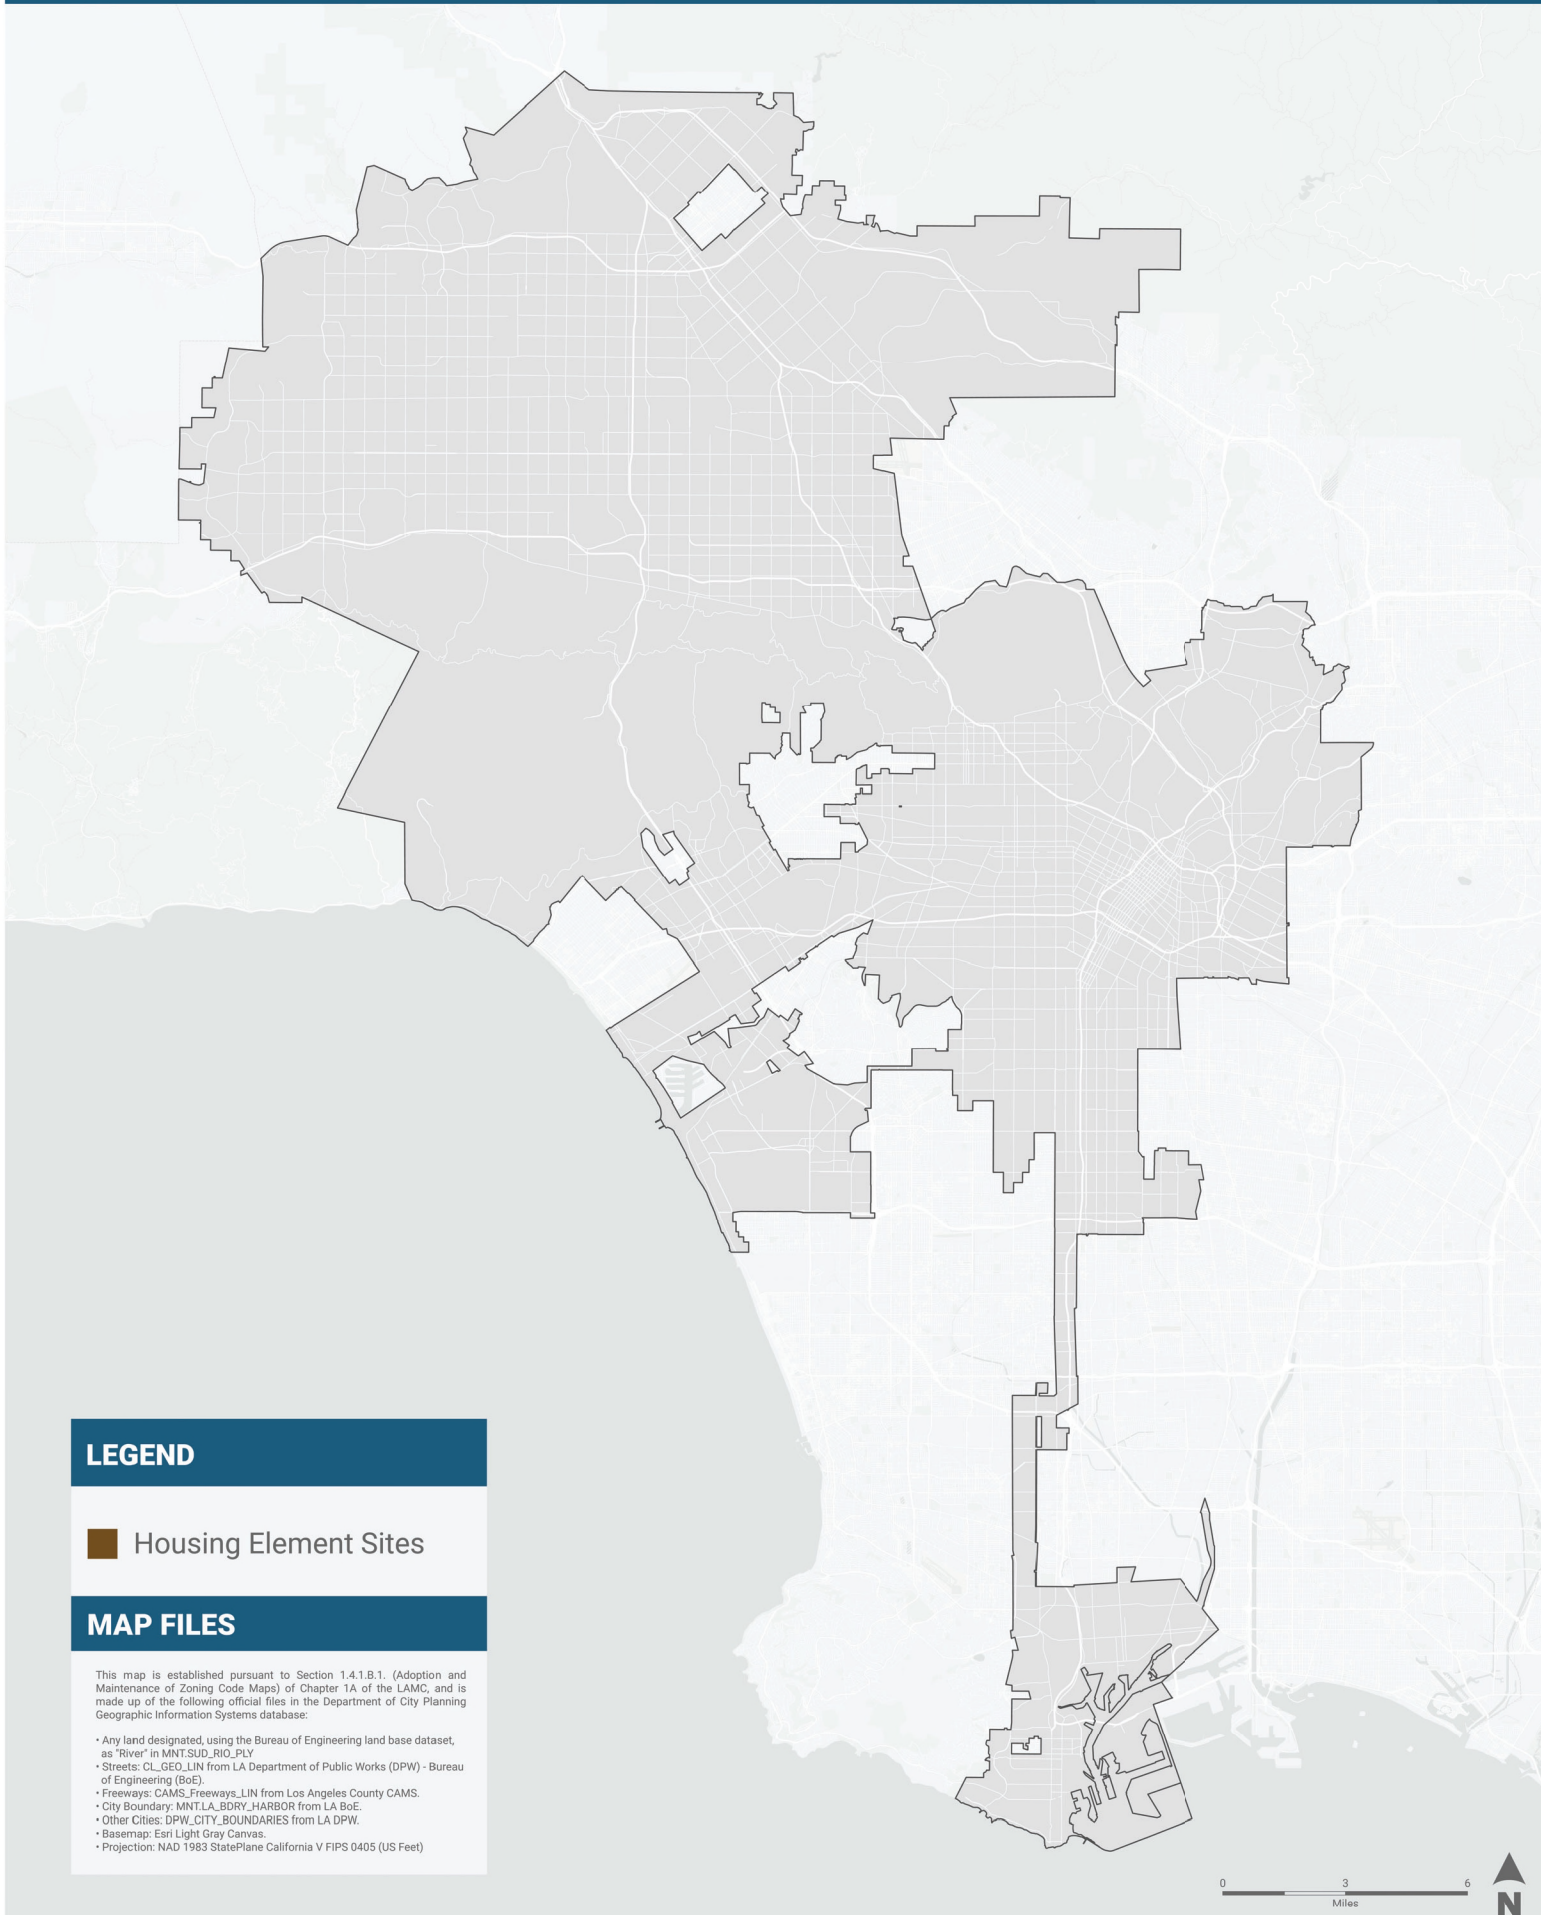 LEGEND
Housing Element Sites
MAP FILES
This map is established pursuant to Section 1.4.1.B.1. (Adoption and
Maintenance of Zoning Code Maps) of Chapter 1A of the LAMC, and is
made up of the following official files in the Department of City Planning
Geographic Information Systems database:
• Any land designated, using the Bureau of Engineering land base dataset,
as "River" in MNT.SUD_RIO_PLY
• Streets: CL_GEO_LIN from LA Department of Public Works (DPW) - Bureau
of Engineering (BoE).
• Freeways: CAMS_Freeways_LIN from Los Angeles County CAMS.
• City Boundary: MNT.LA_BDRY_HARBOR from LA BoE.
• Other Cities: DPW_CITY_BOUNDARIES from LA DPW.
• Basemap: Esri Light Gray Canvas.
• Projection: NAD 1983 StatePlane California V FIPS 0405 (US Feet)
0 3 6
Miles
N